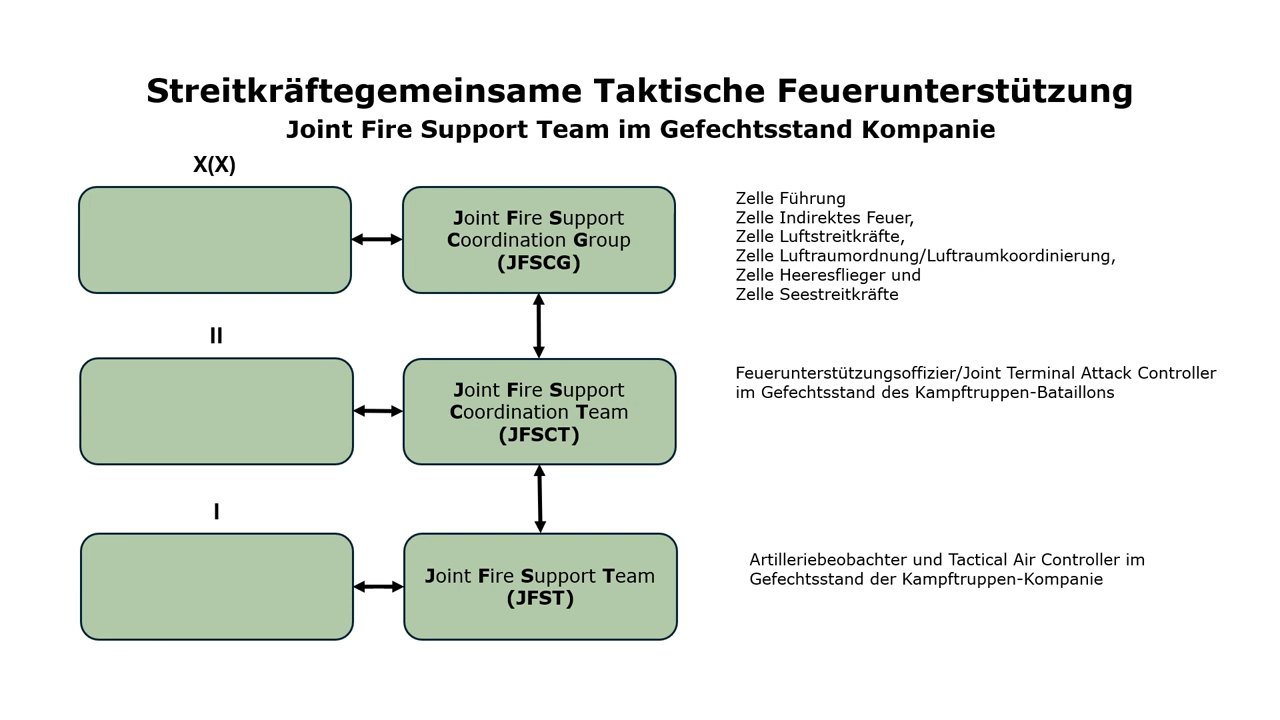 Streitkräftegemeinsame Taktische Feuerunterstützung
Joint Fire Support Team im Gefechtsstand Kompanie
X(X)
Joint Fire Support
Coordination Group
(JFSCG)
Zelle Führung
Zelle Indirektes Feuer,
Zelle Luftstreitkräfte,
Zelle Luftraumordnung/Luftraumkoordinierung,
Zelle Heeresflieger und
Zelle Seestreitkräfte
II
Joint Fire Support
Coordination Team
(JFSCT)
Feuerunterstützungsoffizier/Joint Terminal Attack Controller
im Gefechtsstand des Kampftruppen-Bataillons
I
Joint Fire Support Team
(JFST)
Artilleriebeobachter und Tactical Air Controller im
Gefechtsstand der Kampftruppen-Kompanie